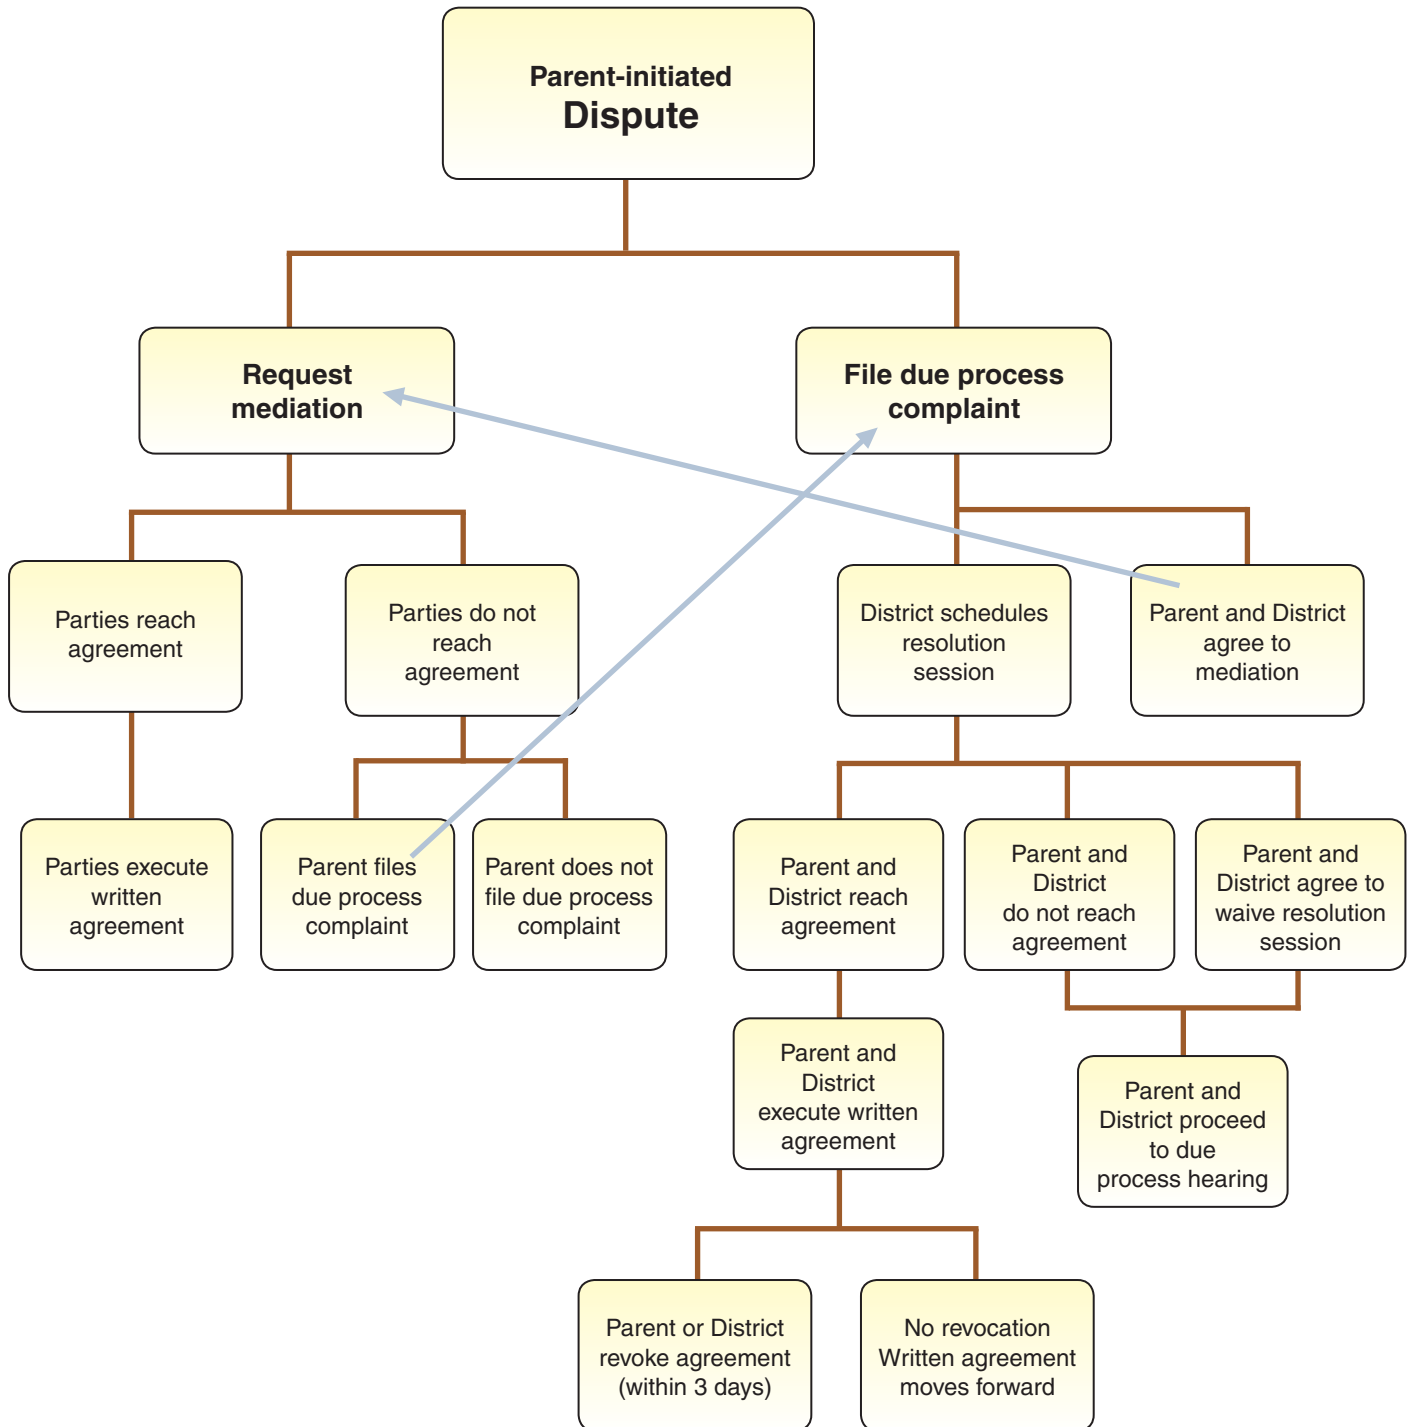 Parent-initiated
Dispute
Request
mediation
File due process
complaint
Parties reach
agreement
Parties do not
reach
agreement
District schedules
resolution
session
Parent and District
agree to
mediation
Parties execute
written
agreement
Parent files
due process
complaint
Parent does not
file due process
complaint
Parent and
District reach
agreement
Parent and
District
do not reach
agreement
Parent and
District agree to
waive resolution
session
Parent and
District
execute written
agreement
Parent and
District proceed
to due
process hearing
Parent or District
revoke agreement
(within 3 days)
No revocation
Written agreement
moves forward